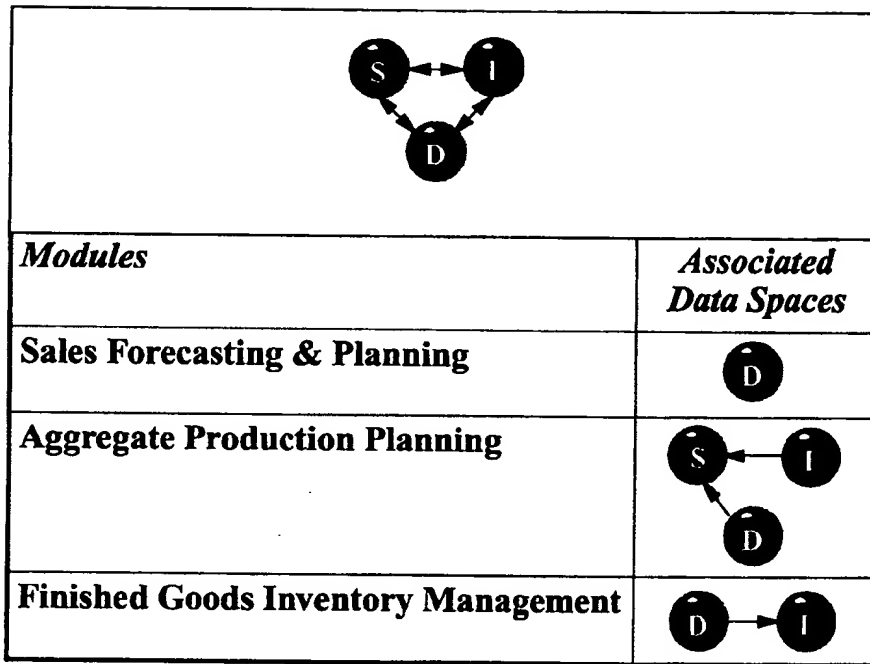 S I
D
Modules
Associated
Data Spaces
Sales Forecasting & Planning
D
Aggregate Production Planning
S I
D
Finished Goods Inventory Management
D I